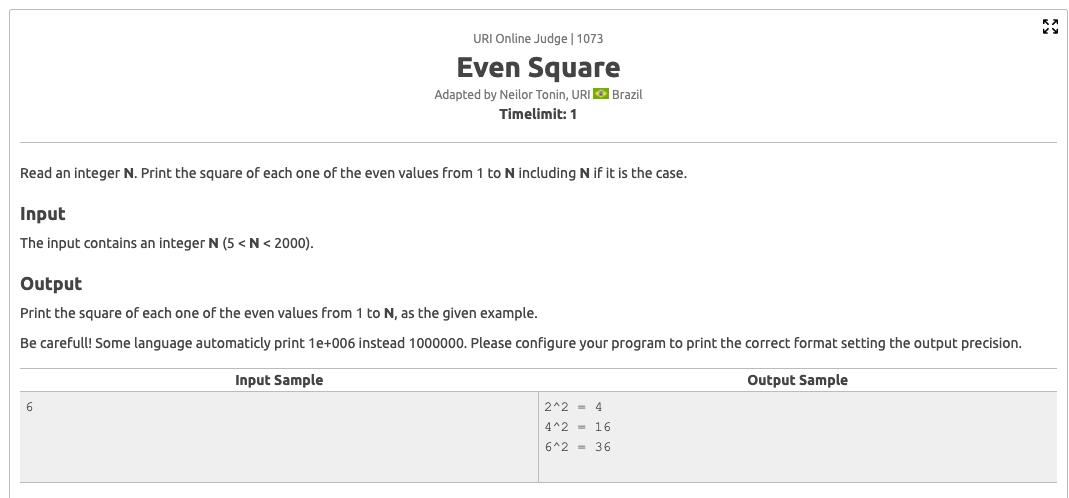 URI Online Judge | 1073
Even Square
Adapted by Neilor Tonin, URI Brazil
Timelimit: 1
Read an integer N. Print the square of each one of the even values from 1 to N including N if it is the case.
Input
The input contains an integer N (5 < N < 2000).
Output
Print the square of each one of the even values from 1 to N, as the given example.
Be carefull! Some language automaticly print 1e+006 instead 1000000. Please configure your program to print the correct format setting the output precision.
Input Sample
Output Sample
6
2^2 = 4
4^2 = 16
6^2 = 36